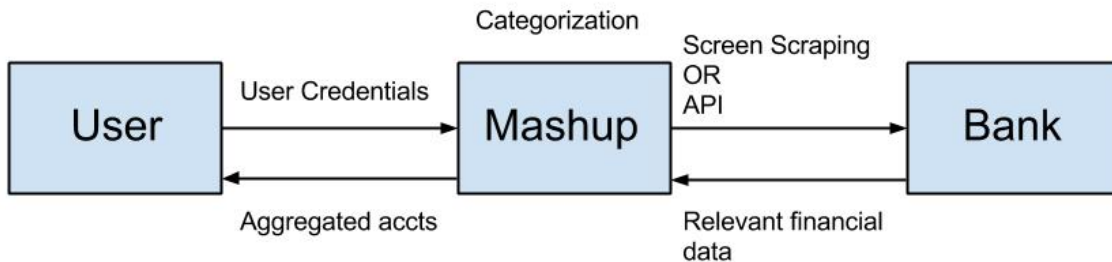 Categorization
User
User Credentials
Aggregated accts
Mashup
Screen Scraping
OR
API
Relevant financial
data
Bank